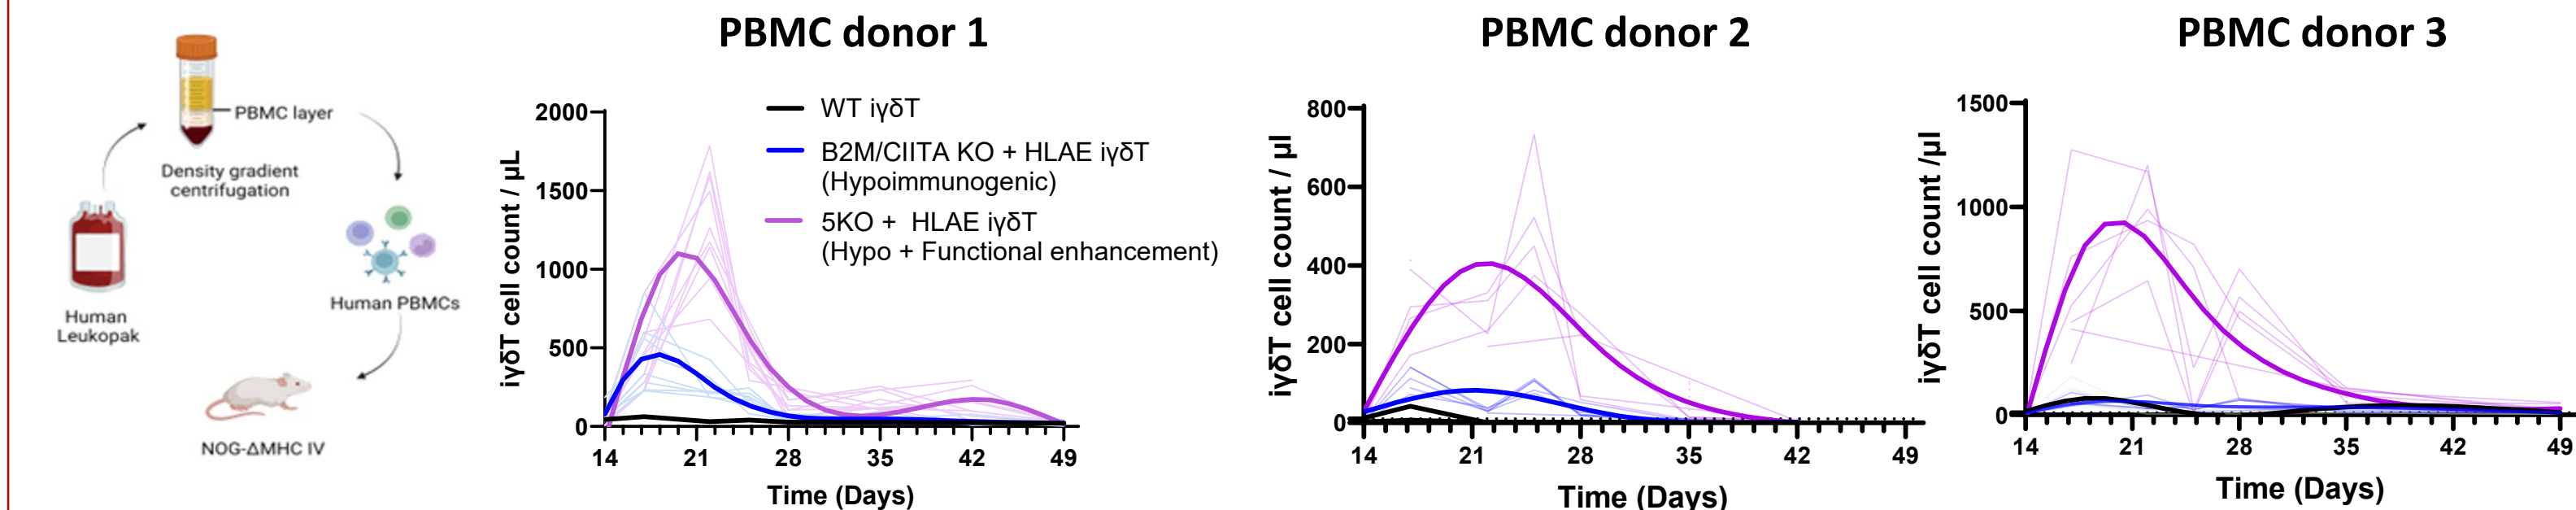 PBMC layer
Density gradient
centrifugation
Human
Leukopak
Human PBMCs
NOG-ΔMHC IV
PBMC donor 1
iγδT cell count / μL
2000
1500
1000
500
0
14 21 28 35 42 49
Time (Days)
WT iγδT
B2M/CIITA KO + HLAE iγδT
(Hypoimmunogenic)
5KO + HLAE iγδT
(Hypo + Functional enhancement)
PBMC donor 2
iγδT cell count / μl
800
600
400
200
0
14 21 28 35 42 49
Time (Days)
PBMC donor 3
iγδT cell count /μl
1500
1000
500
0
14 21 28 35 42 49
Time (Days)